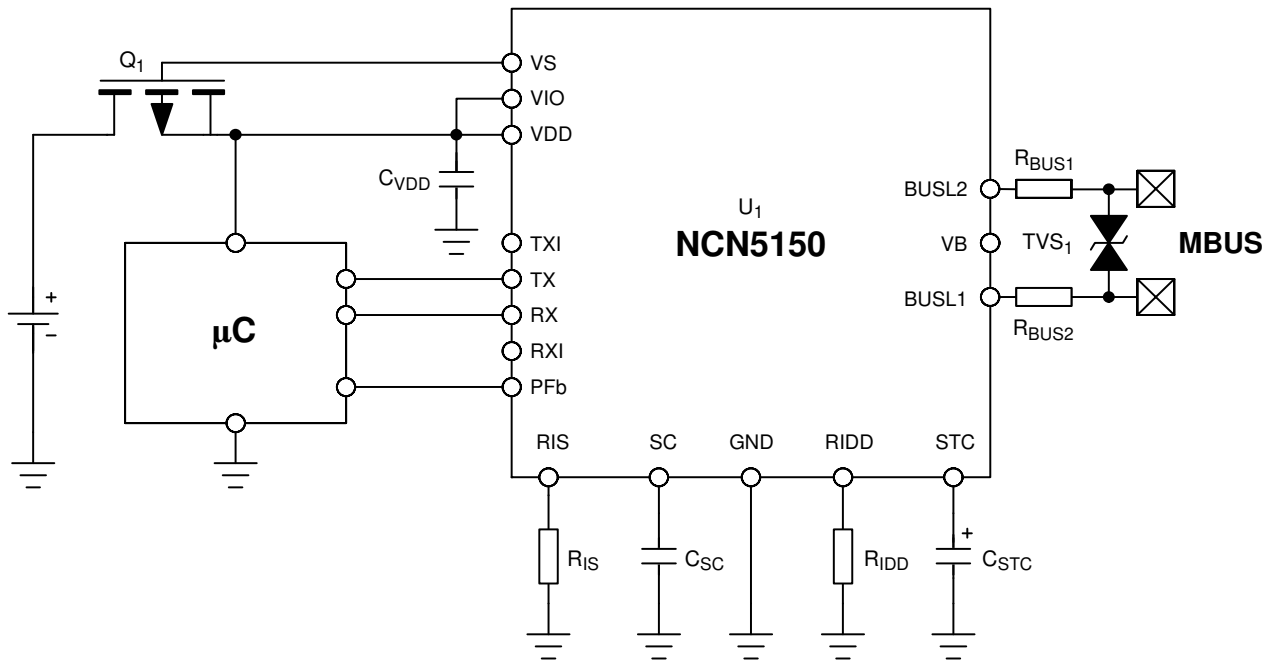 Q1
VS
VIO
VDD
CVDD
RBUS1
BUSL2
U1
NCN5150
TXI
VB
TVS1
MBUS
TX
BUSL1
+
−
μC
RX
RBUS2
RXI
PFb
RIS
SC
GND
RIDD
STC
+
RIS
CSC
RIDD
CSTC